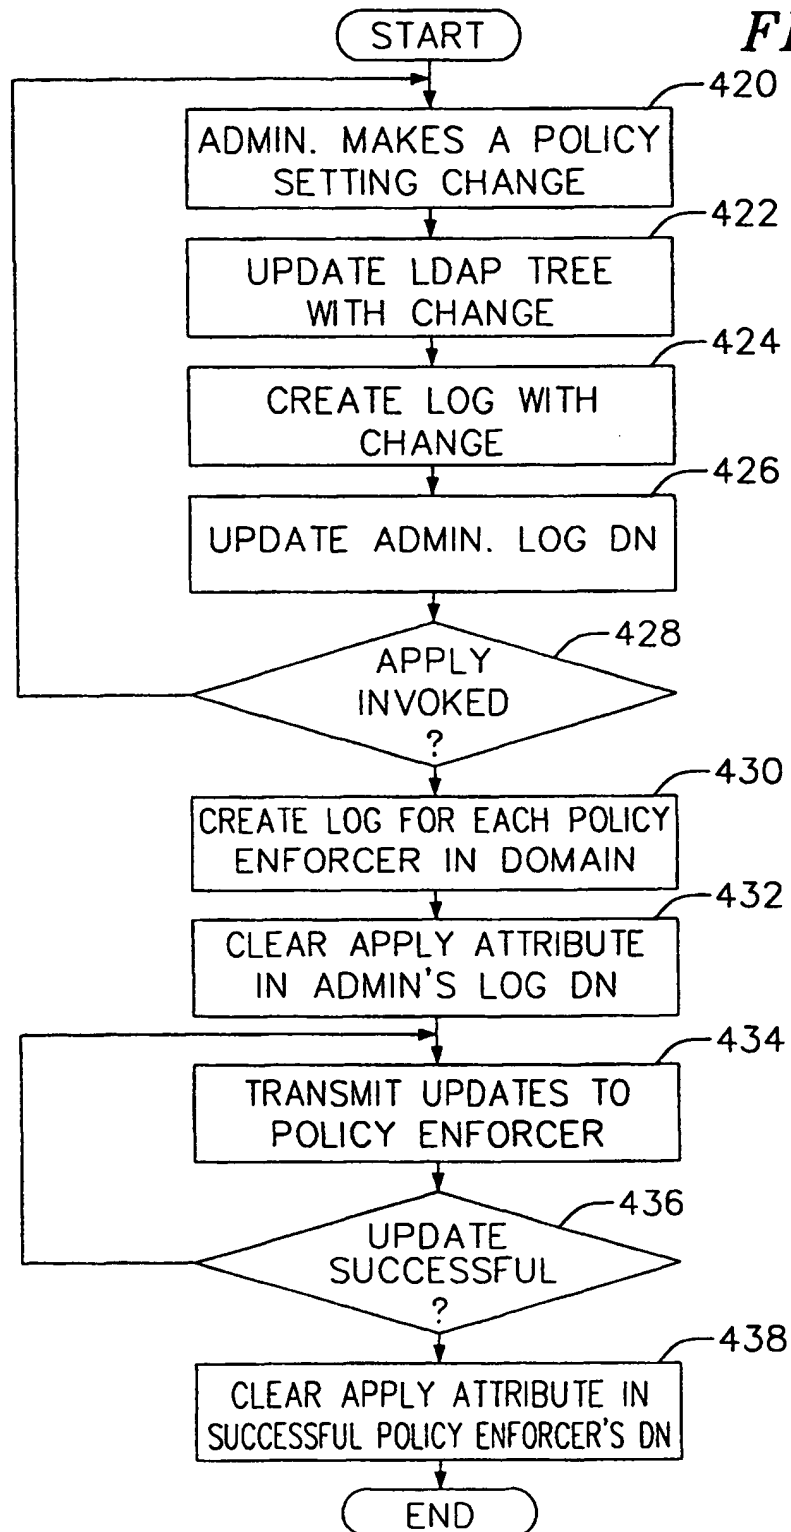 START
420
ADMIN. MAKES A POLICY
SETTING CHANGE
422
UPDATE LDAP TREE
WITH CHANGE
424
CREATE LOG WITH
CHANGE
426
UPDATE ADMIN. LOG DN
428
APPLY
INVOKED
?
430
CREATE LOG FOR EACH POLICY
ENFORCER IN DOMAIN
432
CLEAR APPLY ATTRIBUTE
IN ADMIN'S LOG DN
434
TRANSMIT UPDATES TO
POLICY ENFORCER
436
UPDATE
SUCCESSFUL
?
438
CLEAR APPLY ATTRIBUTE IN
SUCCESSFUL POLICY ENFORCER'S DN
END